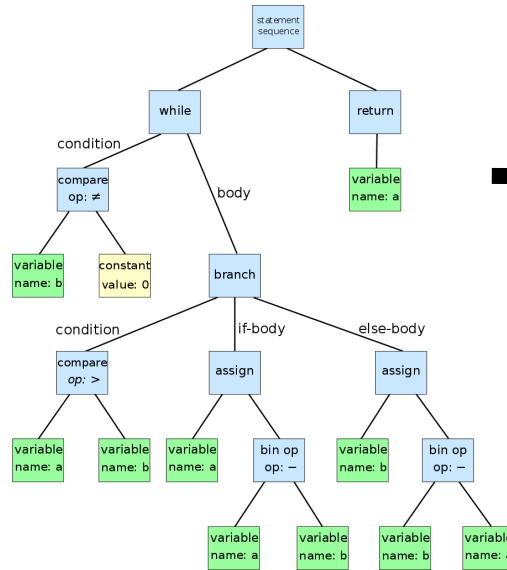 statement
sequence
while
return
condition
body
compare
op: ≠
variable
name: a
variable
name: b
constant
value: 0
branch
condition
if-body
else-body
compare
op: >
assign
assign
variable
name: a
variable
name: b
variable
name: a
bin op
op: −
variable
name: b
bin op
op: −
variable
name: a
variable
name: b
variable
name: b
variable
name: